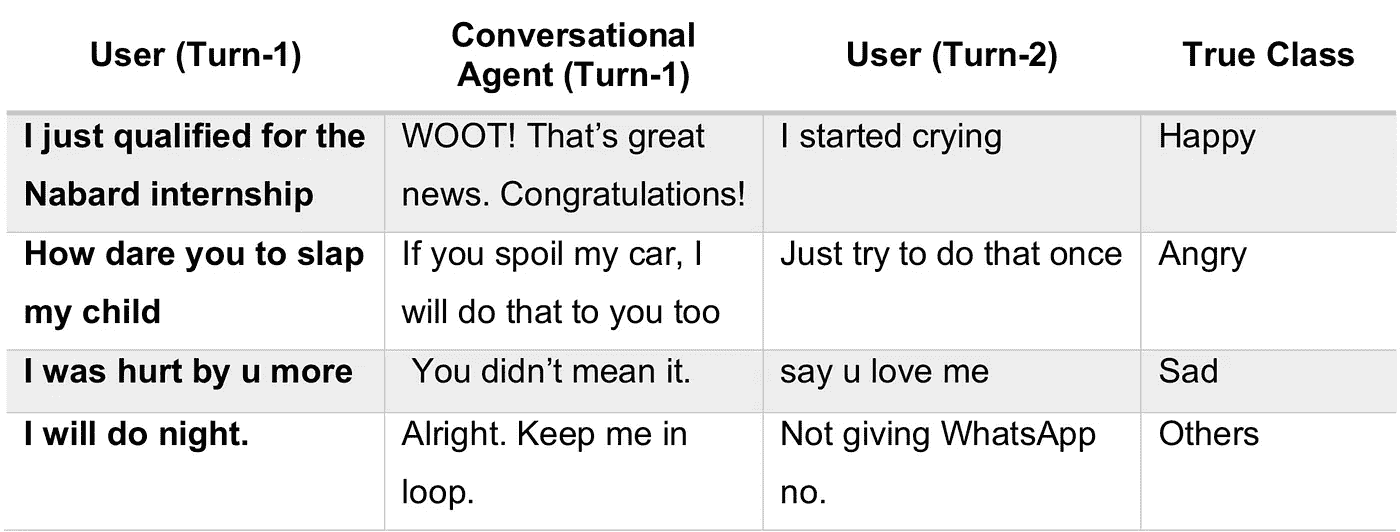 User (Turn-1)
Conversational
Agent (Turn-1)
User (Turn-2)
True Class
I just qualified for the
Nabard internship
WOOT! That’s great
news. Congratulations!
I started crying
Happy
How dare you to slap
my child
If you spoil my car, I
will do that to you too
Just try to do that once
Angry
I was hurt by u more
You didn’t mean it.
say u love me
Sad
I will do night.
Alright. Keep me in
loop.
Not giving WhatsApp
no.
Others